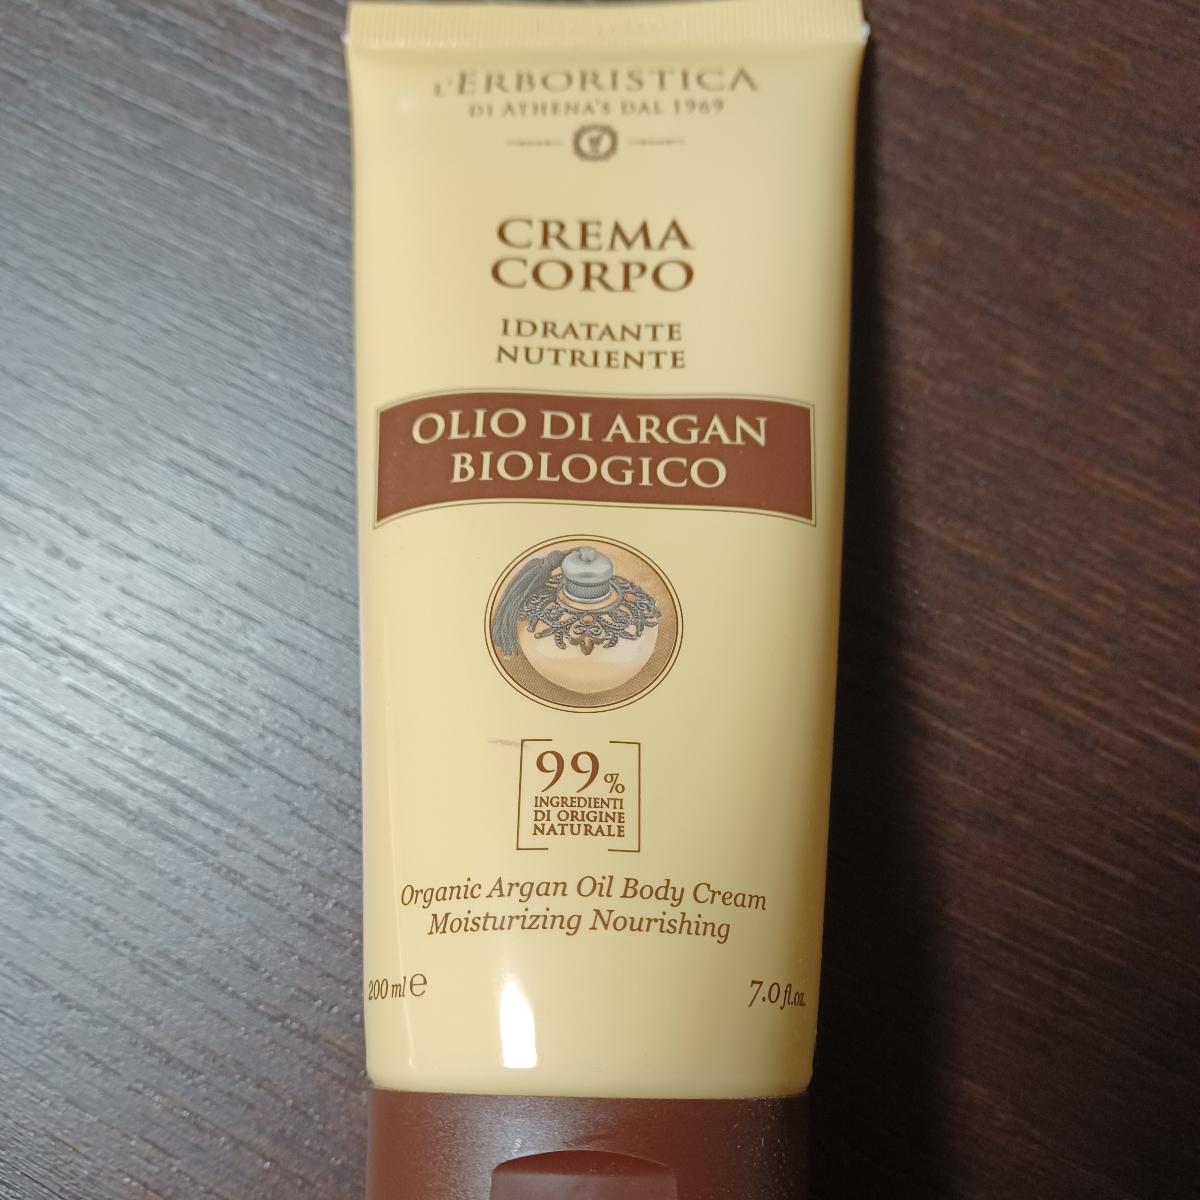 L'ERBORISTICA
DI ATHENA'S DAL 1969
CREMA
CORPO
IDRATANTE
NUTRIENTE
OLIO DI ARGAN
BIOLOGICO
99%
INGREDIENTI
DI ORIGINE
NATURALE
Organic Argan Oil Body Cream
Moisturizing Nourishing
200 ml ℮ 7.0 fl.oz.